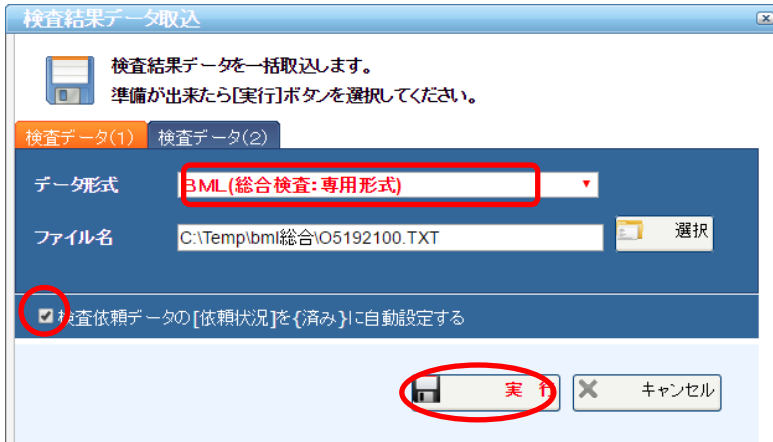 検査結果データ取込
検査結果データを一括取込します。
準備が出来たら[実行]ボタンを選択してください。
検査データ(1) 検査データ(2)
データ形式 BML(総合検査:専用形式)
ファイル名 C:\Temp\bml総合\O5192100.TXT 選択
検査依頼データの[依頼状況]を{済み}に自動設定する
実 行 キャンセル